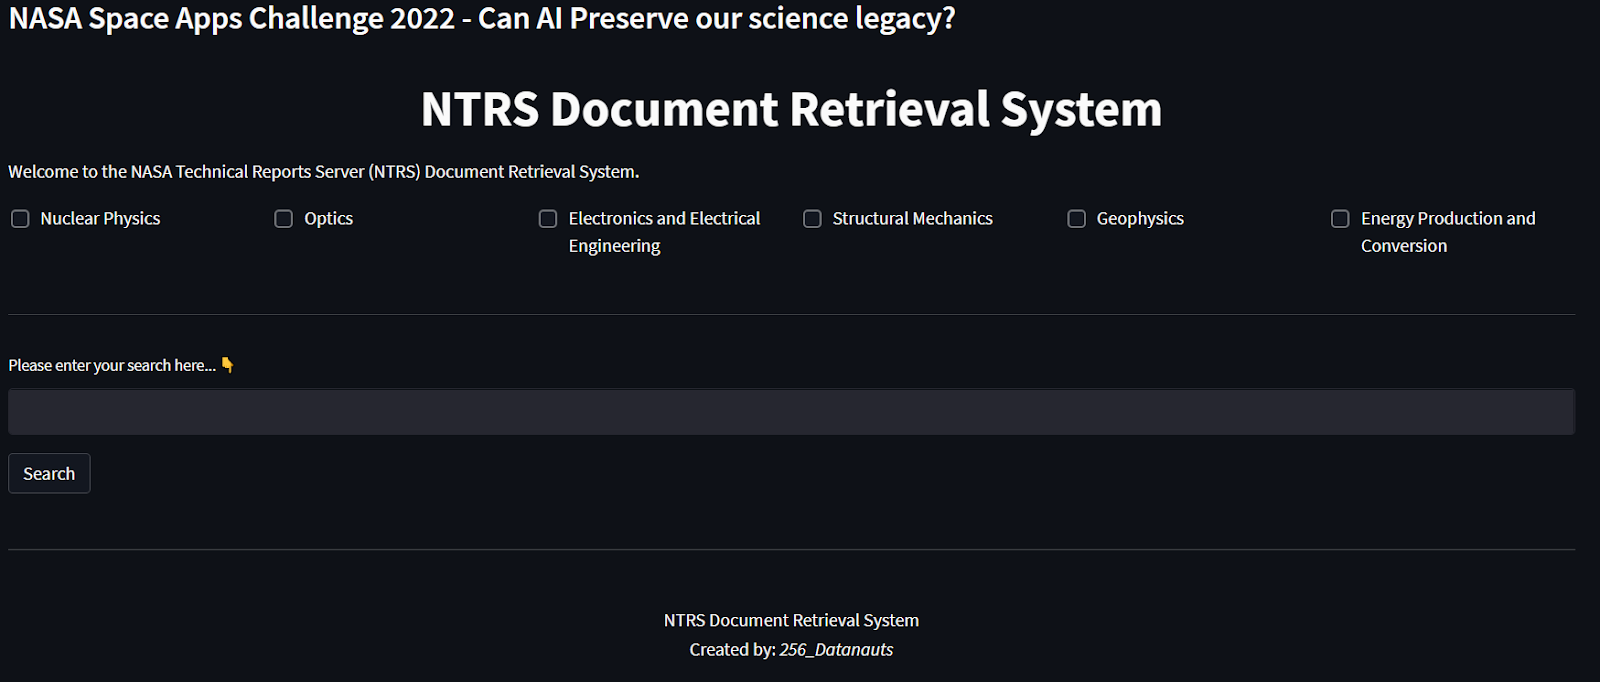 NASA Space Apps Challenge 2022 - Can AI Preserve our science legacy?
NTRS Document Retrieval System
Welcome to the NASA Technical Reports Server (NTRS) Document Retrieval System.
Nuclear Physics
Optics
Electronics and Electrical
Engineering
Structural Mechanics
Geophysics
Energy Production and
Conversion
Please enter your search here... 👇
Search
NTRS Document Retrieval System
Created by: 256_Datanauts